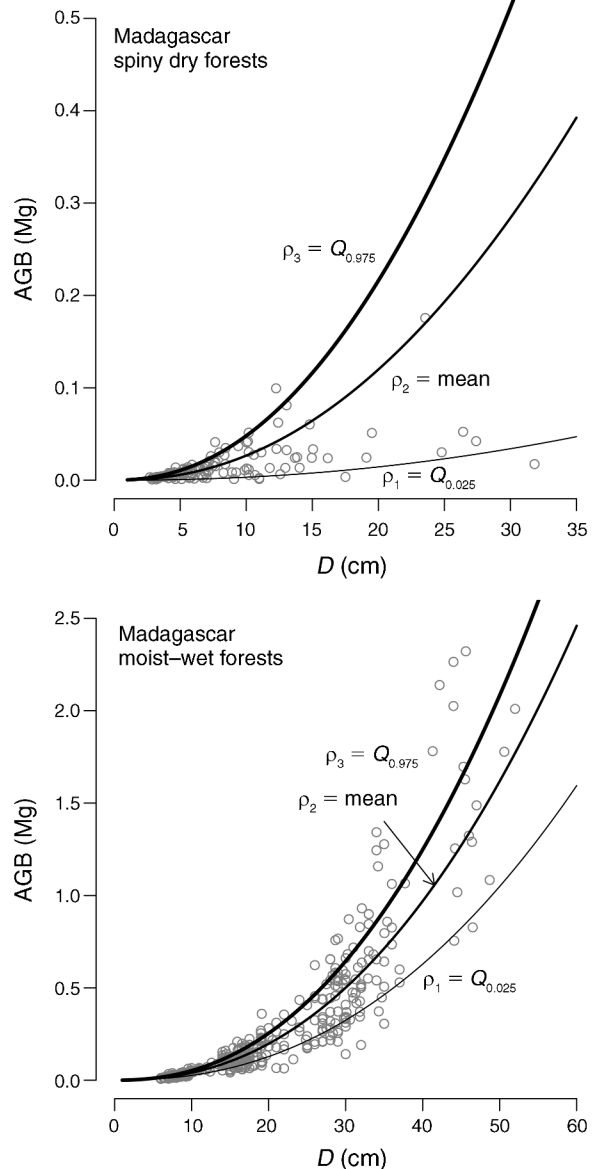 Madagascar
spiny dry forests
0.5
0.4
0.3
0.2
0.1
0.0
AGB (Mg)
ρ3 = Q0.975
ρ2 = mean
ρ1 = Q0.025
0 5 10 15 20 25 30 35
D (cm)
Madagascar
moist–wet forests
2.5
2.0
1.5
1.0
0.5
0.0
AGB (Mg)
ρ3 = Q0.975
ρ2 = mean
ρ1 = Q0.025
0 10 20 30 40 50 60
D (cm)